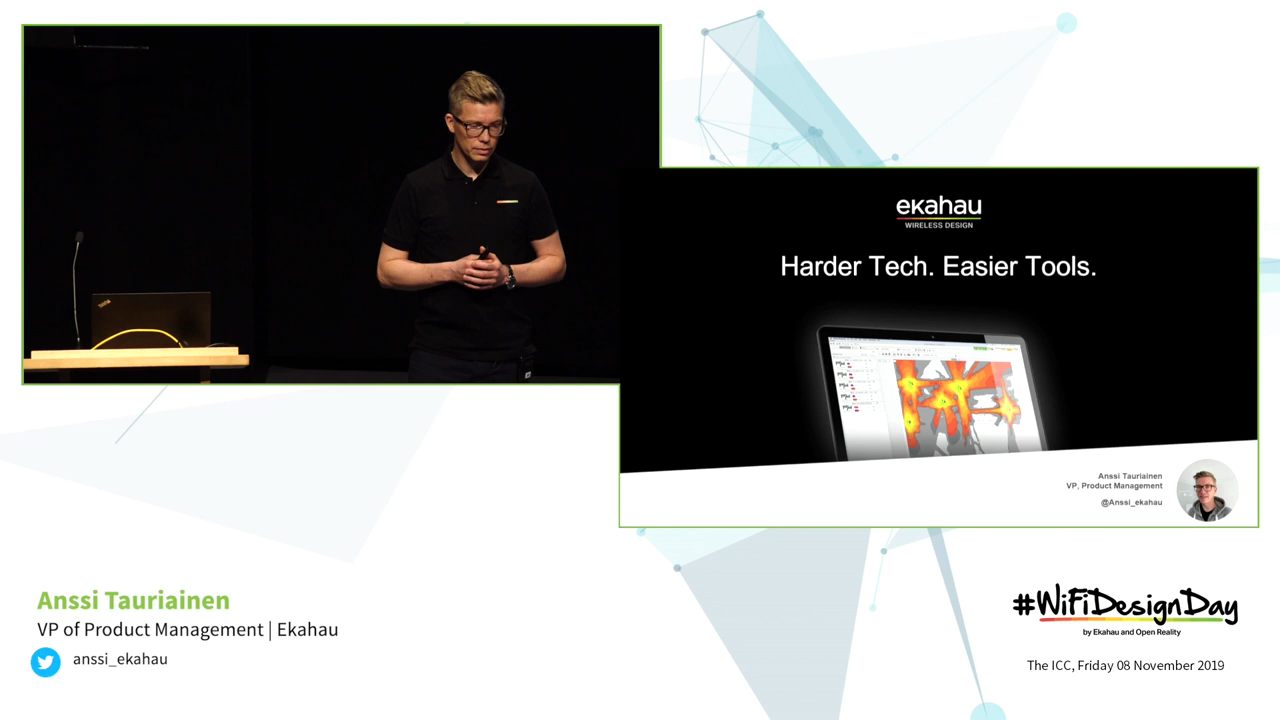 ekahau
WIRELESS DESIGN
Harder Tech. Easier Tools.
Anssi Tauriainen
VP, Product Management
@Anssi_ekahau
Anssi Tauriainen
VP of Product Management | Ekahau
anssi_ekahau
#WiFiDesignDay
by Ekahau and Open Reality
The ICC, Friday 08 November 2019